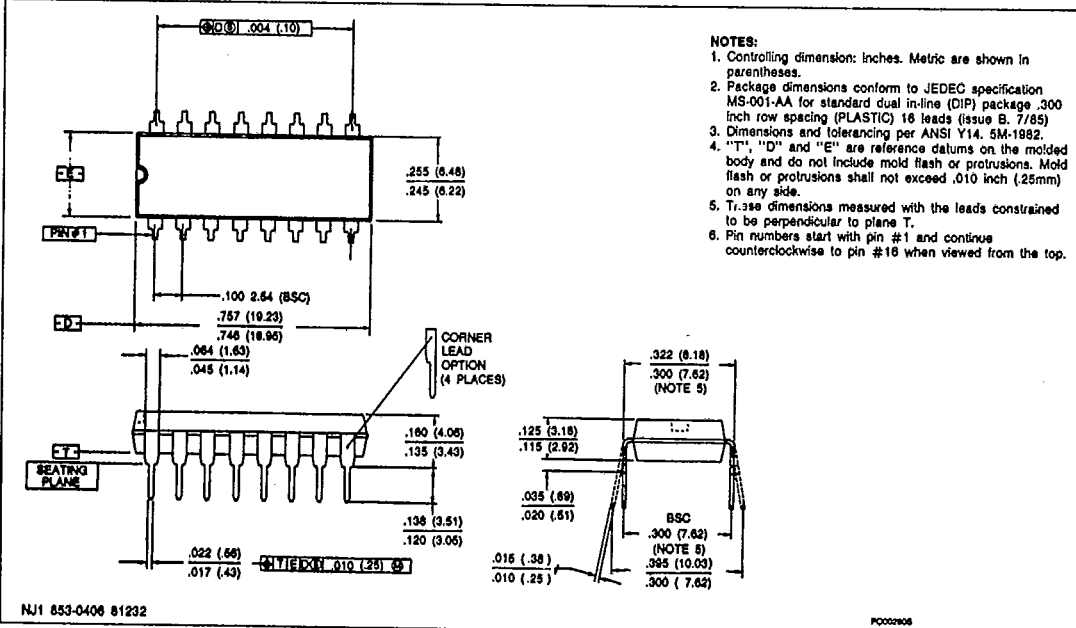 D Ⓢ .004 (.10)
NOTES:
1. Controlling dimension: Inches. Metric are shown in
parentheses.
2. Package dimensions conform to JEDEC specification
MS-001-AA for standard dual in-line (DIP) package .300
inch row spacing (PLASTIC) 16 leads (issue B. 7/85)
3. Dimensions and tolerancing per ANSI Y14. 5M-1982.
4. "T", "D" and "E" are reference datums on the molded
body and do not include mold flash or protrusions. Mold
flash or protrusions shall not exceed .010 inch (.25mm)
on any side.
5. These dimensions measured with the leads constrained
to be perpendicular to plane T.
6. Pin numbers start with pin #1 and continue
counterclockwise to pin #16 when viewed from the top.
-E-
.255 (6.48)
.245 (6.22)
PIN #1
.100 2.54 (BSC)
-D-
.757 (19.23)
.746 (18.95)
.064 (1.63)
.045 (1.14)
CORNER
LEAD
OPTION
(4 PLACES)
.322 (8.18)
.300 (7.62)
(NOTE 5)
.160 (4.06)
.135 (3.43)
.125 (3.18)
.115 (2.92)
-T-
SEATING
PLANE
.035 (.89)
.020 (.51)
.138 (3.51)
.120 (3.05)
BSC
.300 (7.62)
(NOTE 5)
.395 (10.03)
.300 ( 7.62)
.022 (.56)
.017 (.43)
.010 (.25) Ⓜ
.015 (.38 )
.010 (.25 )
NJ1 853-0406 81232